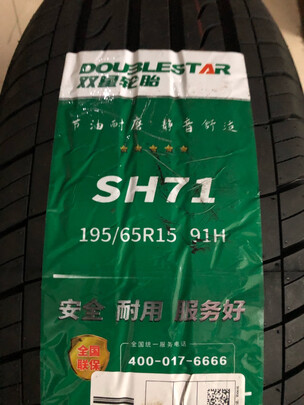 DOUBLESTAR
双星轮胎
节油耐磨 静音舒适
SH71
195/65R15 91H
安全 耐用 服务好
全国联保
全国统一服务电话
400-017-6666